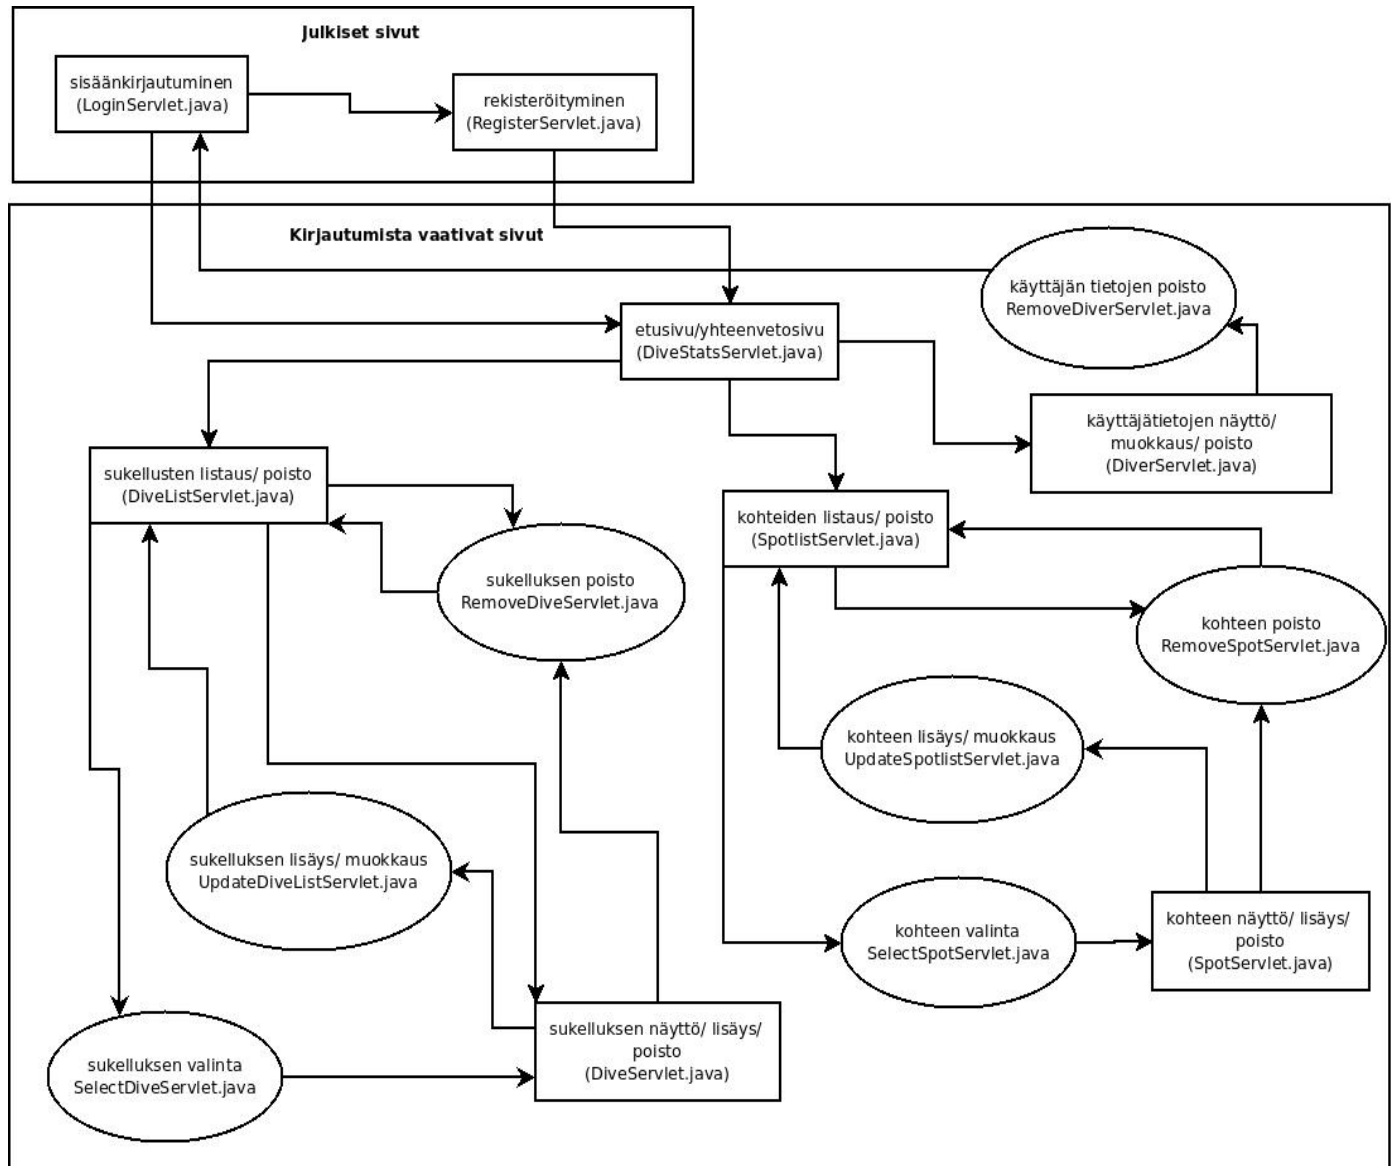 Julkiset sivut
sisäänkirjautuminen
(LoginServlet.java)
rekisteröityminen
(RegisterServlet.java)
Kirjautumista vaativat sivut
käyttäjän tietojen poisto
RemoveDiverServlet.java
etusivu/yhteenvetosivu
(DiveStatsServlet.java)
käyttäjätietojen näyttö/
muokkaus/ poisto
(DiverServlet.java)
sukellusten listaus/ poisto
(DiveListServlet.java)
kohteiden listaus/ poisto
(SpotlistServlet.java)
sukelluksen poisto
RemoveDiveServlet.java
kohteen poisto
RemoveSpotServlet.java
kohteen lisäys/ muokkaus
UpdateSpotlistServlet.java
sukelluksen lisäys/ muokkaus
UpdateDiveListServlet.java
kohteen valinta
SelectSpotServlet.java
kohteen näyttö/ lisäys/
poisto
(SpotServlet.java)
sukelluksen näyttö/ lisäys/
poisto
(DiveServlet.java)
sukelluksen valinta
SelectDiveServlet.java